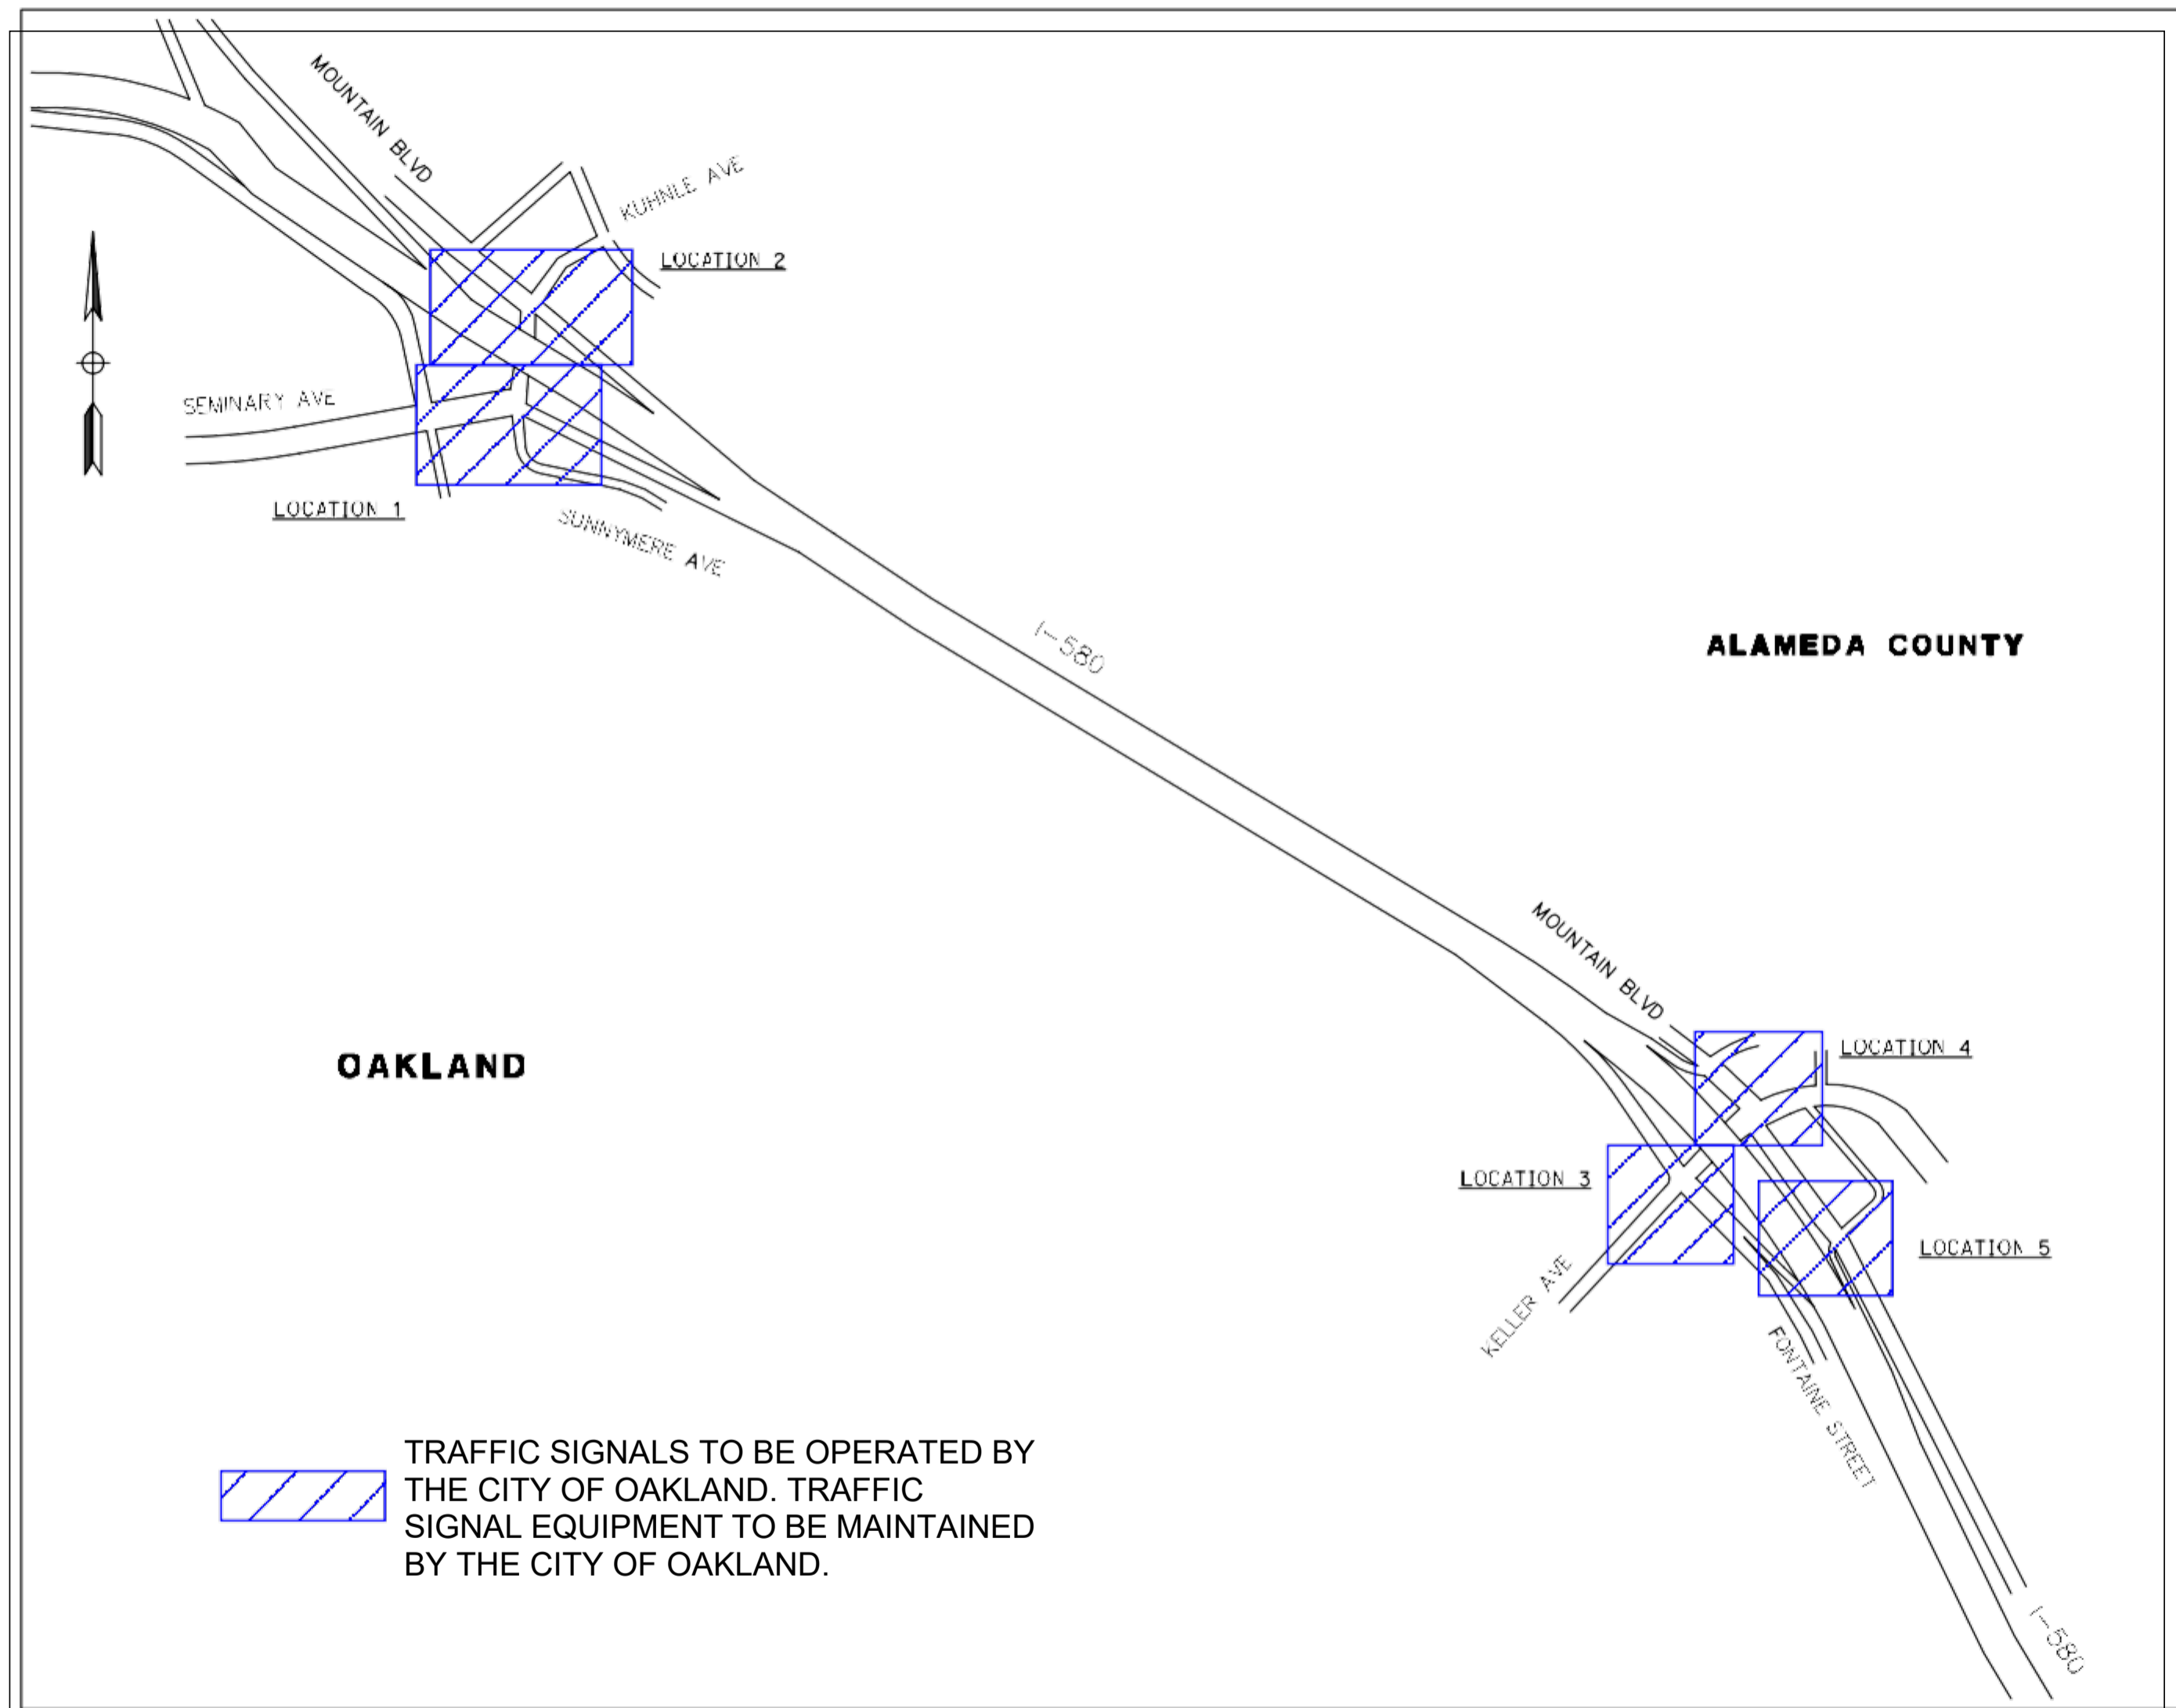 MOUNTAIN BLVD
KUHNLE AVE
LOCATION 2
SEMINARY AVE
LOCATION 1
SUNNYMERE AVE
I-580
ALAMEDA COUNTY
MOUNTAIN BLVD
LOCATION 4
OAKLAND
LOCATION 3
LOCATION 5
KELLER AVE
FONTAINE STREET
TRAFFIC SIGNALS TO BE OPERATED BY
THE CITY OF OAKLAND. TRAFFIC
SIGNAL EQUIPMENT TO BE MAINTAINED
BY THE CITY OF OAKLAND.
I-580